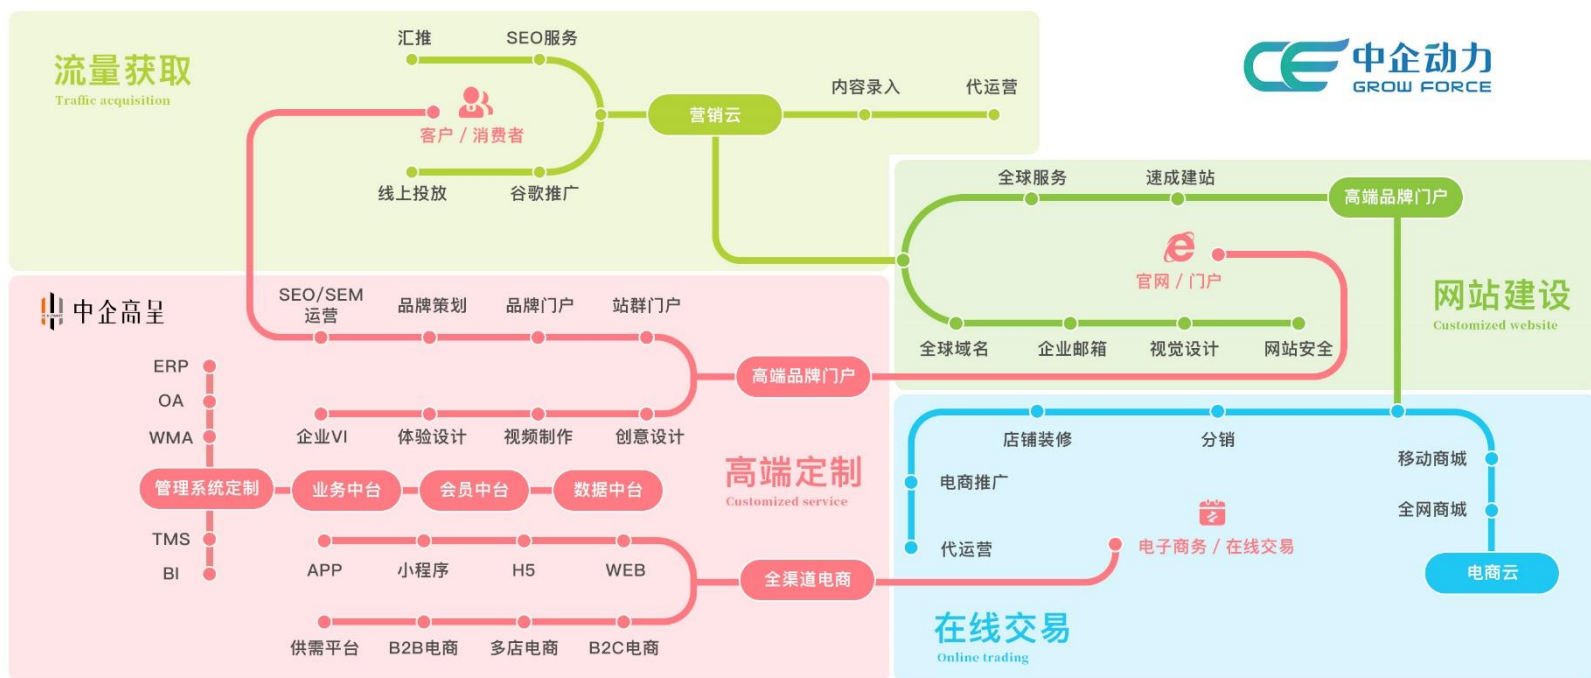 流量获取
Traffic acquisition
汇推
SEO服务
客户 / 消费者
线上投放
谷歌推广
营销云
内容录入
代运营
中企动力
GROW FORCE
全球服务
速成建站
高端品牌门户
官网 / 门户
网站建设
Customized website
全球域名
企业邮箱
视觉设计
网站安全
中企高呈
SEO/SEM
运营
品牌策划
品牌门户
站群门户
高端品牌门户
企业VI
体验设计
视频制作
创意设计
ERP
OA
WMA
管理系统定制
业务中台
会员中台
数据中台
高端定制
Customized service
TMS
BI
APP
小程序
H5
WEB
全渠道电商
供需平台
B2B电商
多店电商
B2C电商
店铺装修
分销
移动商城
电商推广
全网商城
代运营
电子商务 / 在线交易
电商云
在线交易
Online trading